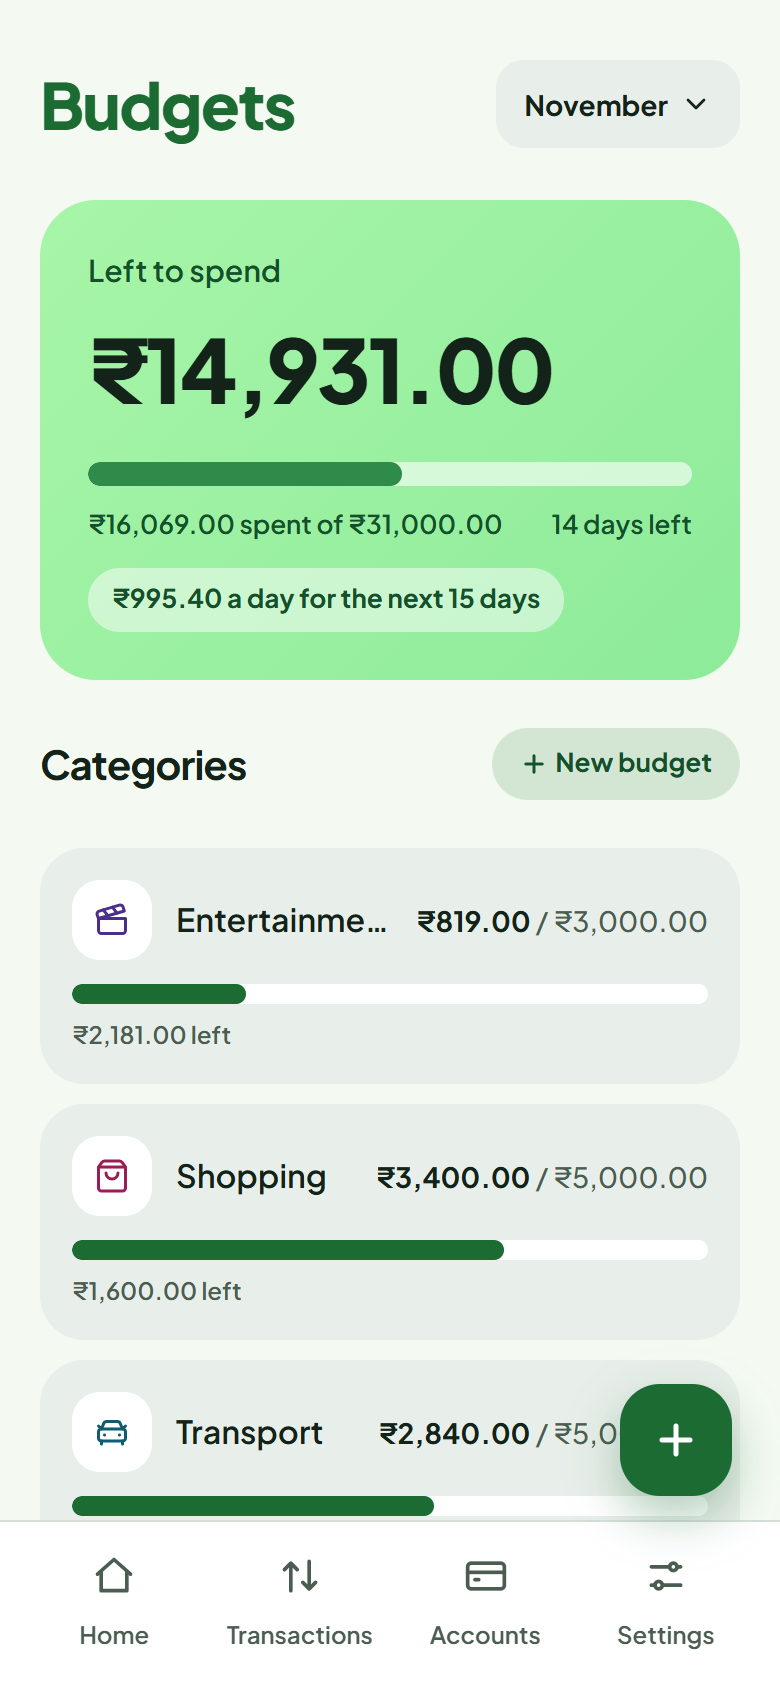 Budgets
November
Left to spend
₹14,931.00
₹16,069.00 spent of ₹31,000.00 14 days left
₹995.40 a day for the next 15 days
Categories
+ New budget
Entertainme... ₹819.00 / ₹3,000.00
₹2,181.00 left
Shopping ₹3,400.00 / ₹5,000.00
₹1,600.00 left
Transport ₹2,840.00 / ₹5,0
Home Transactions Accounts Settings